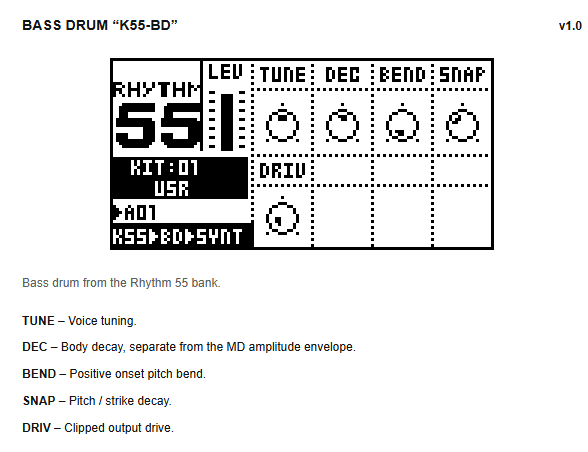 BASS DRUM “K55-BD”
v1.0
LEV TUNE DEC BEND SNAP
RHYTHM
55
KIT:01
USR
DRIV
A01
K55▸BD▸SYNT
Bass drum from the Rhythm 55 bank.
TUNE – Voice tuning.
DEC – Body decay, separate from the MD amplitude envelope.
BEND – Positive onset pitch bend.
SNAP – Pitch / strike decay.
DRIV – Clipped output drive.